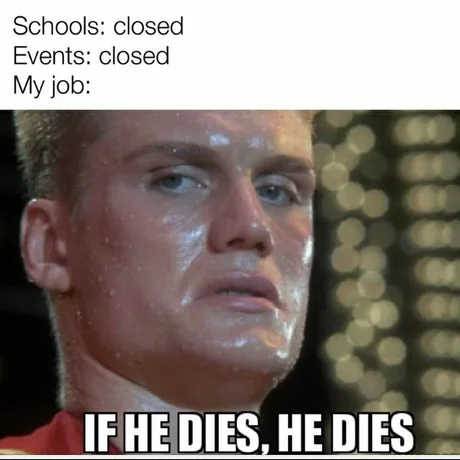 Schools: closed
Events: closed
My job:
IF HE DIES, HE DIES